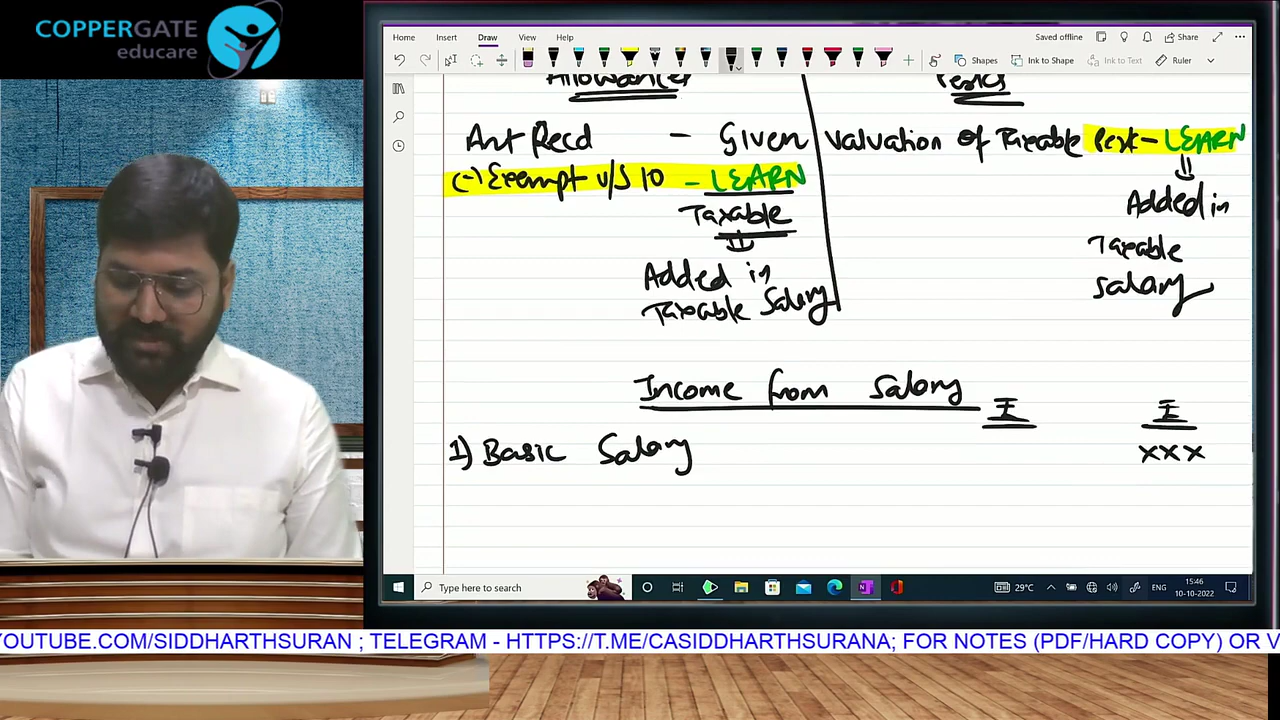 COPPERGATE
educare
Home Insert Draw View Help
Saved offline
Share
Shapes
Ink to Shape
Ink to Text
Ruler
Allowances
Perks
Amt Recd - Given
(-) Exempt u/s 10 - LEARN
Taxable
Added in
Taxable Salary
Valuation of Taxable Perk - LEARN
Added in
Taxable
Salary
Income from Salary
₹ ₹
1) Basic Salary xxx
Type here to search
29°C
ENG
15:46
10-10-2022
YOUTUBE.COM/SIDDHARTHSURAN ; TELEGRAM - HTTPS://T.ME/CASIDDHARTHSURANA; FOR NOTES (PDF/HARD COPY) OR V